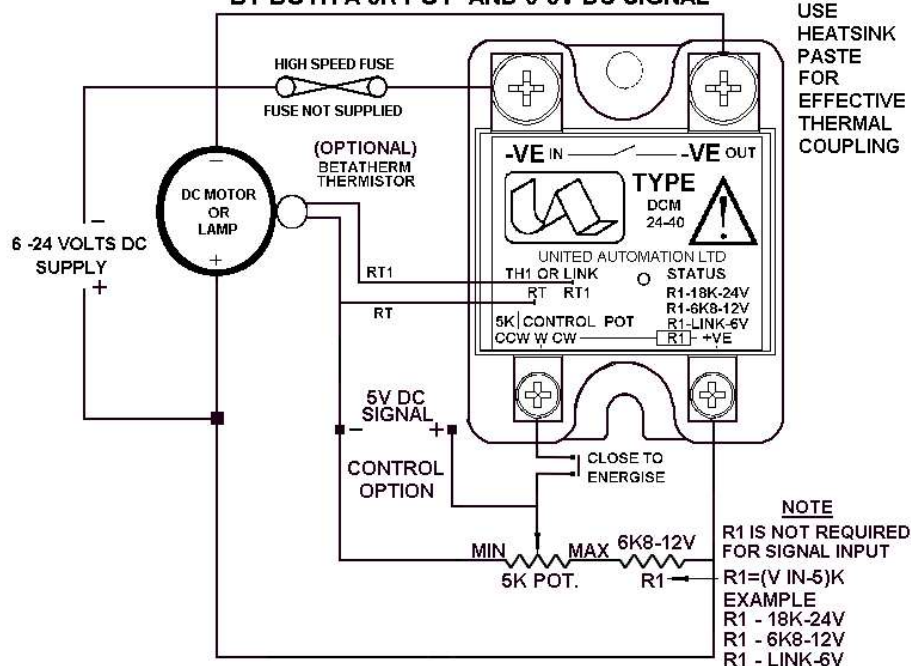 BY BOTH A 5K POT AND 0-5V DC SIGNAL
USE
HEATSINK
PASTE
FOR
EFFECTIVE
THERMAL
COUPLING
HIGH SPEED FUSE
FUSE NOT SUPPLIED
(OPTIONAL)
BETATHERM
THERMISTOR
-VE IN
-VE OUT
TYPE
DCM
24-40
!
UNITED AUTOMATION LTD
TH1 OR LINK
RT RT1
STATUS
R1-18K-24V
R1-6K8-12V
R1-LINK-6V
5K CONTROL POT
CCW W CW
R1 +VE
–
DC MOTOR
OR
LAMP
+
–
6 -24 VOLTS DC
SUPPLY
+
RT1
RT
5V DC
SIGNAL
– +
CONTROL
OPTION
CLOSE TO
ENERGISE
MIN
MAX
6K8-12V
5K POT.
R1
NOTE
R1 IS NOT REQUIRED
FOR SIGNAL INPUT
R1=(V IN-5)K
EXAMPLE
R1 - 18K-24V
R1 - 6K8-12V
R1 - LINK-6V